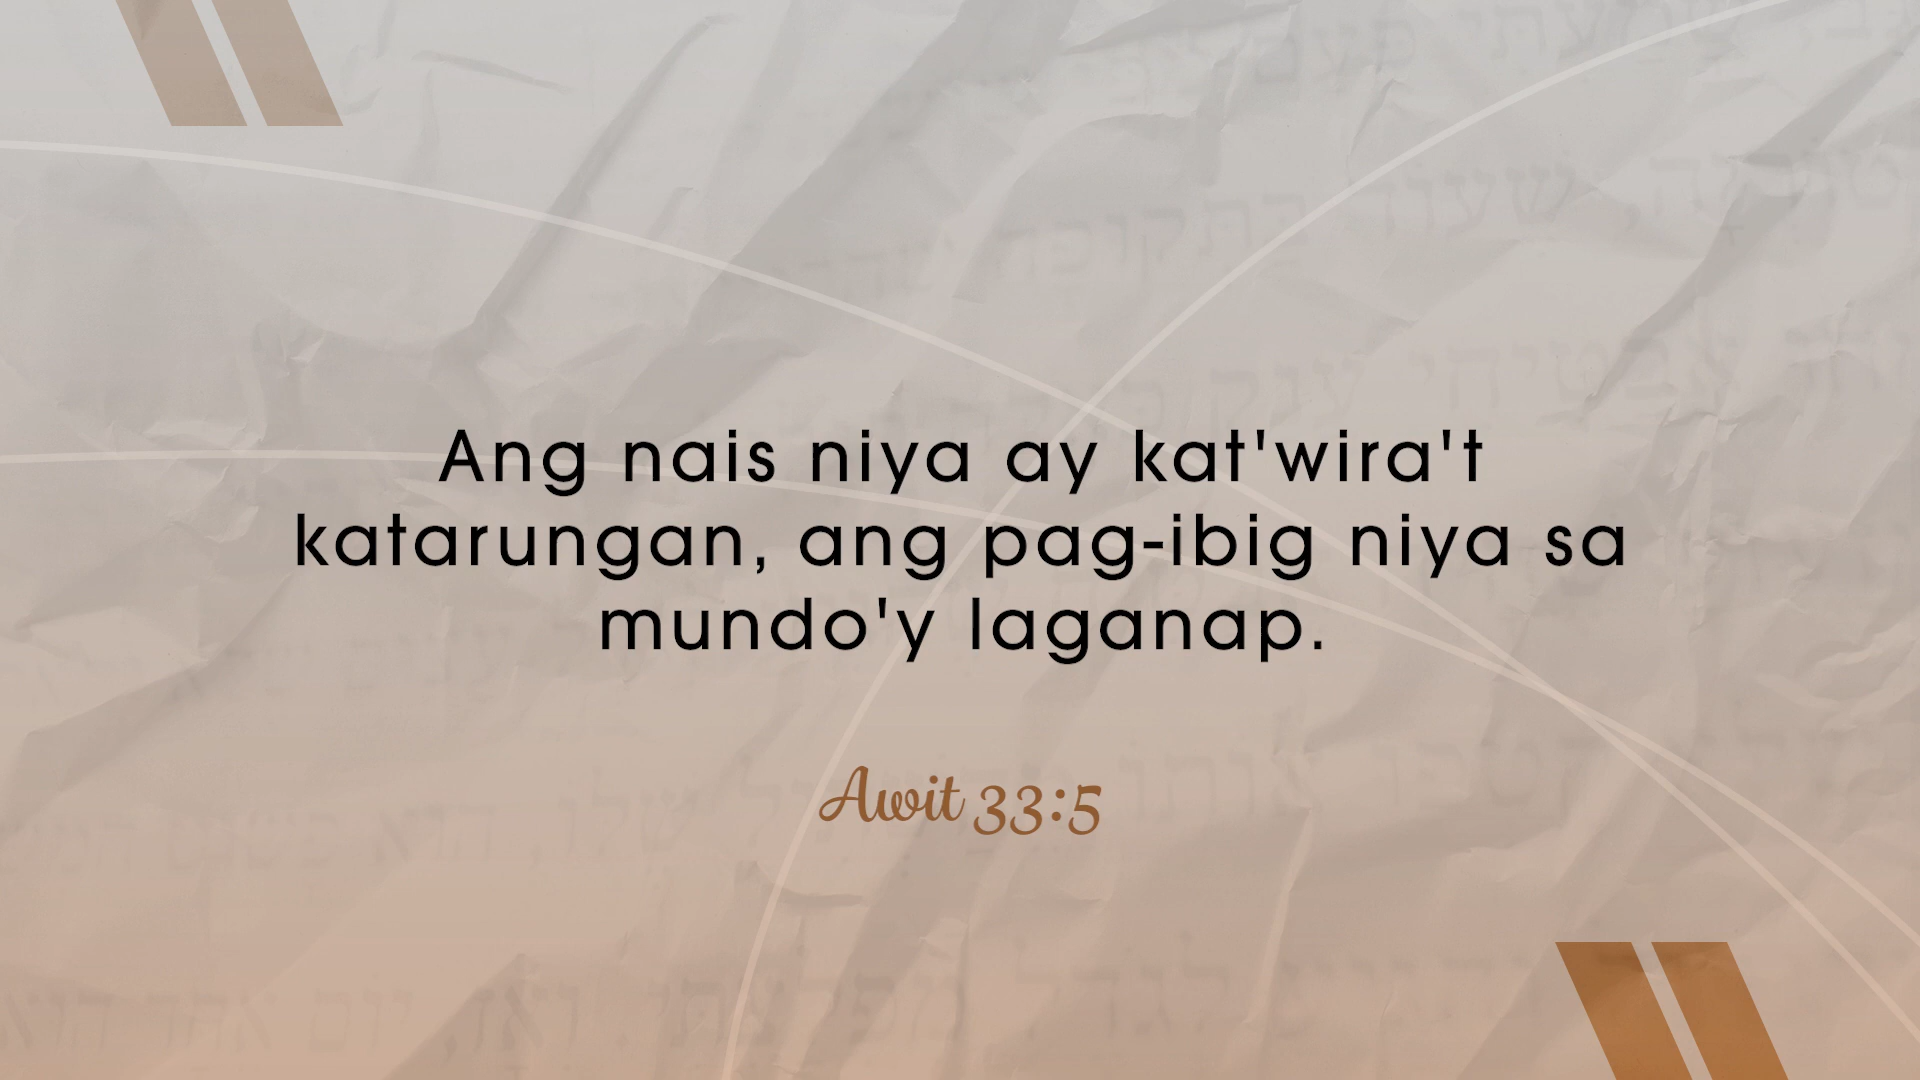 Ang nais niya ay kat'wira't
katarungan, ang pag-ibig niya sa
mundo'y laganap.
Awit 33:5